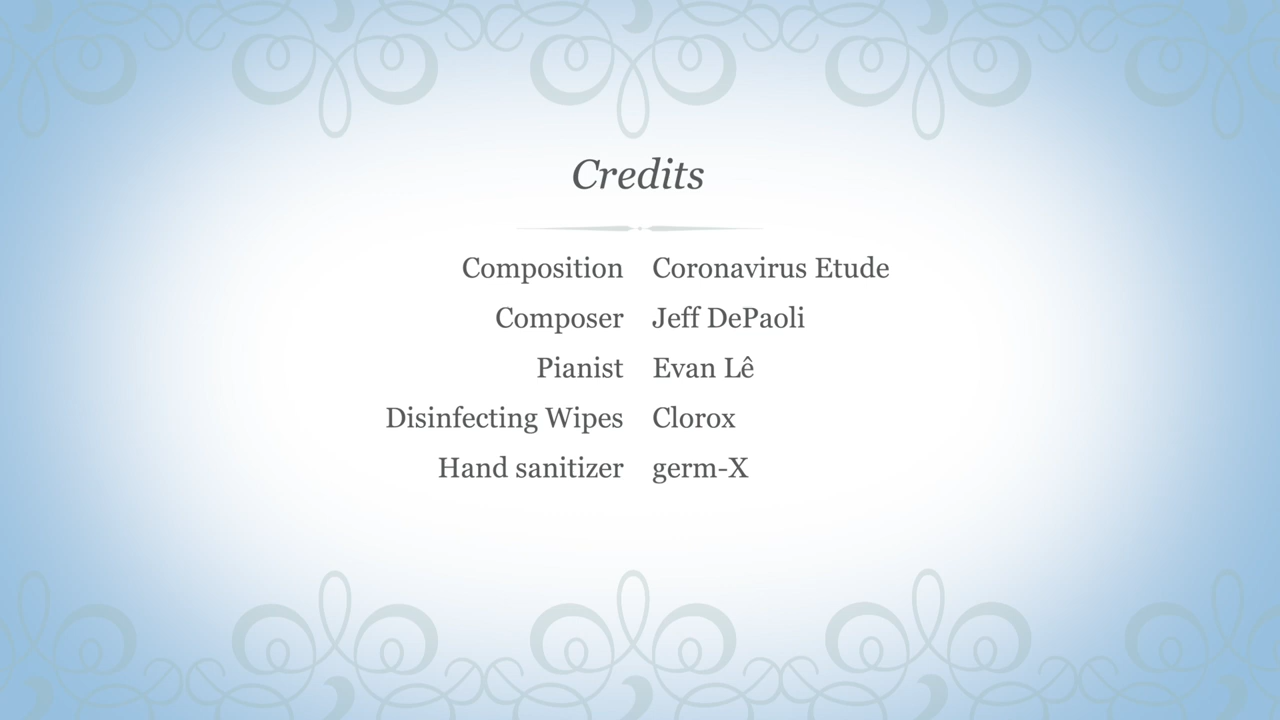 Credits
Composition Coronavirus Etude
Composer Jeff DePaoli
Pianist Evan Lê
Disinfecting Wipes Clorox
Hand sanitizer germ-X